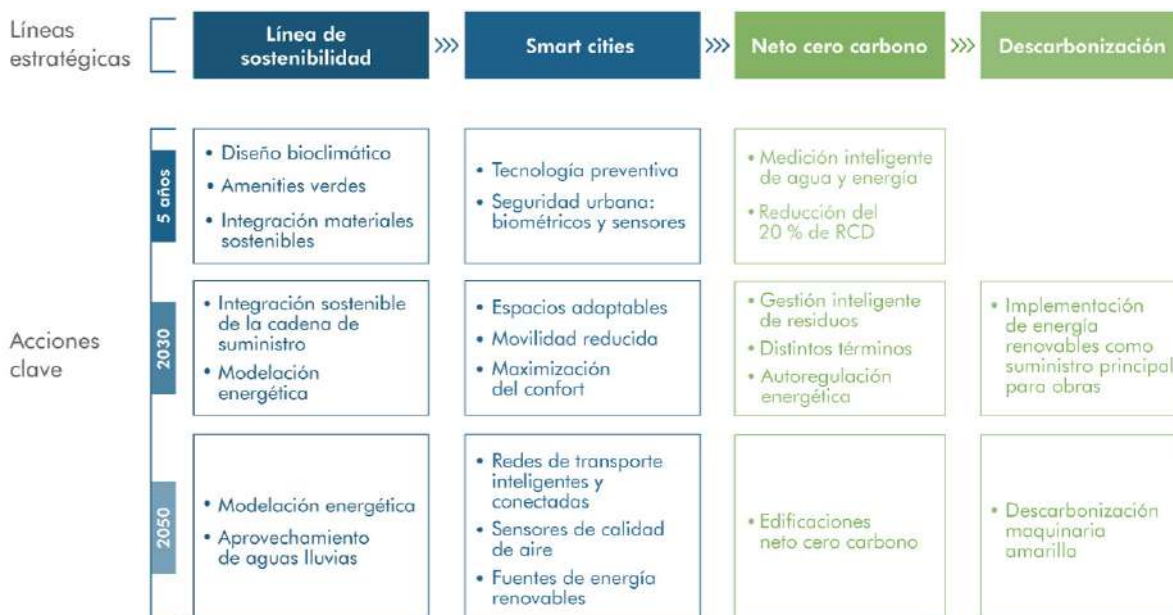 Líneas
estratégicas
Línea de
sostenibilidad
Smart cities
Neto cero carbono
Descarbonización
Acciones
clave
5 años
• Diseño bioclimático
• Amenities verdes
• Integración materiales
sostenibles
• Tecnología preventiva
• Seguridad urbana:
biométricos y sensores
• Medición inteligente
de agua y energía
• Reducción del
20 % de RCD
2030
• Integración sostenible
de la cadena de
suministro
• Modelación
energética
• Espacios adaptables
• Movilidad reducida
• Maximización
del confort
• Gestión inteligente
de residuos
• Distintos términos
• Autoregulación
energética
• Implementación
de energía
renovables como
suministro principal
para obras
2050
• Modelación energética
• Aprovechamiento
de aguas lluvias
• Redes de transporte
inteligentes y
conectadas
• Sensores de calidad
de aire
• Fuentes de energía
renovables
• Edificaciones
neto cero carbono
• Descarbonización
maquinaria
amarilla